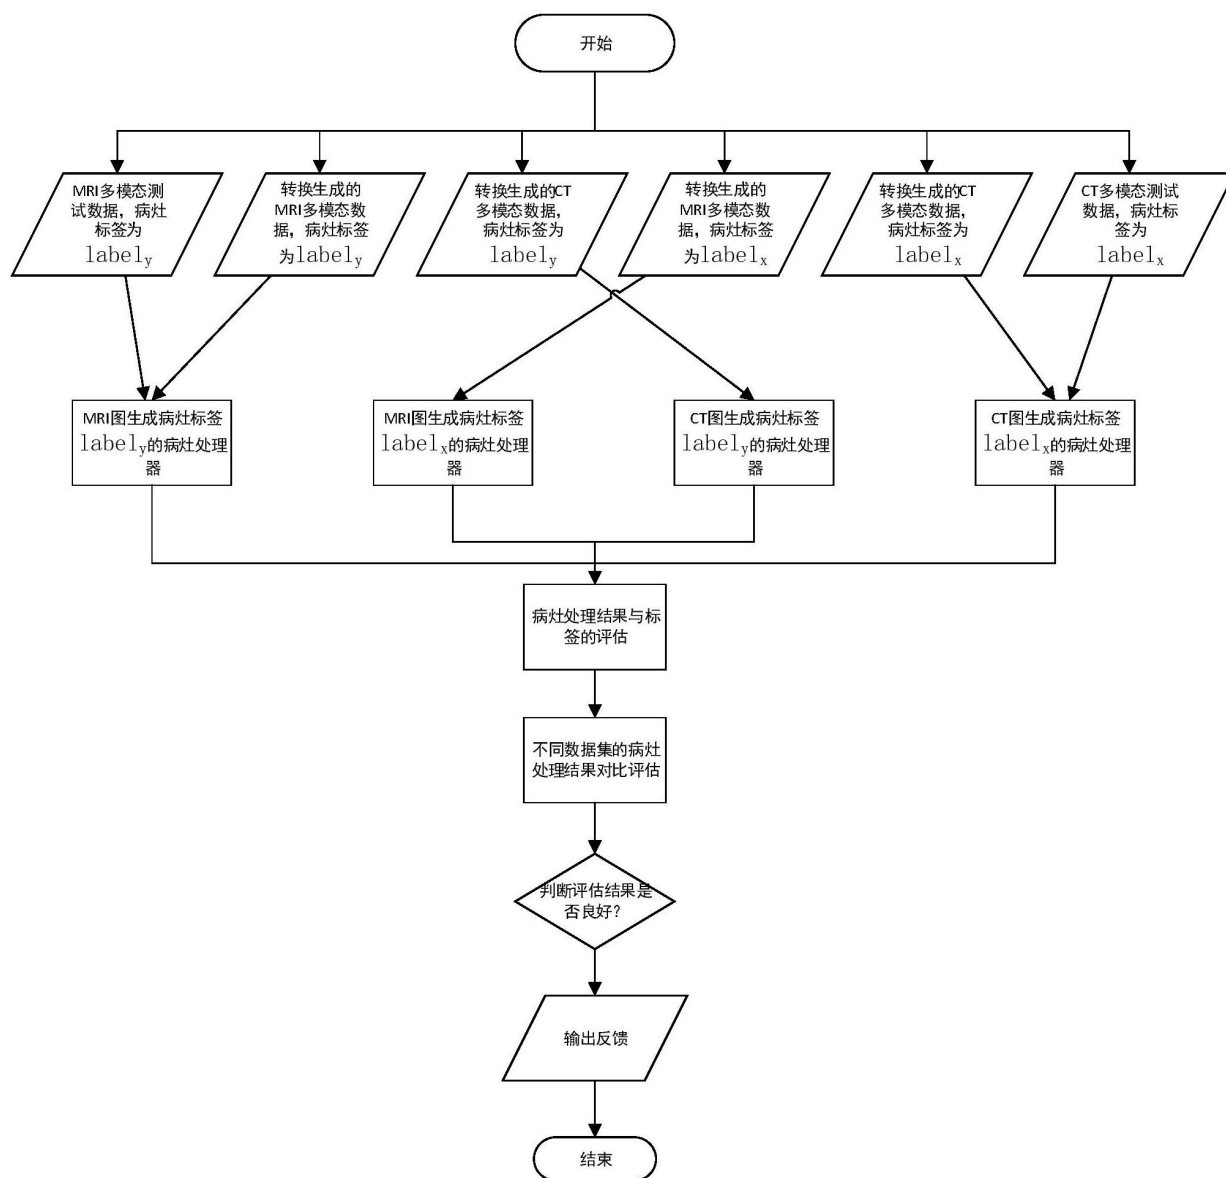 开始
MRI多模态测
试数据，病灶
标签为
labely
转换生成的
MRI多模态数
据，病灶标签
为labely
转换生成的CT
多模态数据，
病灶标签为
labely
转换生成的
MRI多模态数
据，病灶标签
为labelx
转换生成的CT
多模态数据，
病灶标签为
labelx
CT多模态测试
数据，病灶标
签为
labelx
MRI图生成病灶标签
labely的病灶处理
器
MRI图生成病灶标签
labelx的病灶处理
器
CT图生成病灶标签
labely的病灶处理
器
CT图生成病灶标签
labelx的病灶处理
器
病灶处理结果与标
签的评估
不同数据集的病灶
处理结果对比评估
判断评估结果是
否良好？
输出反馈
结束